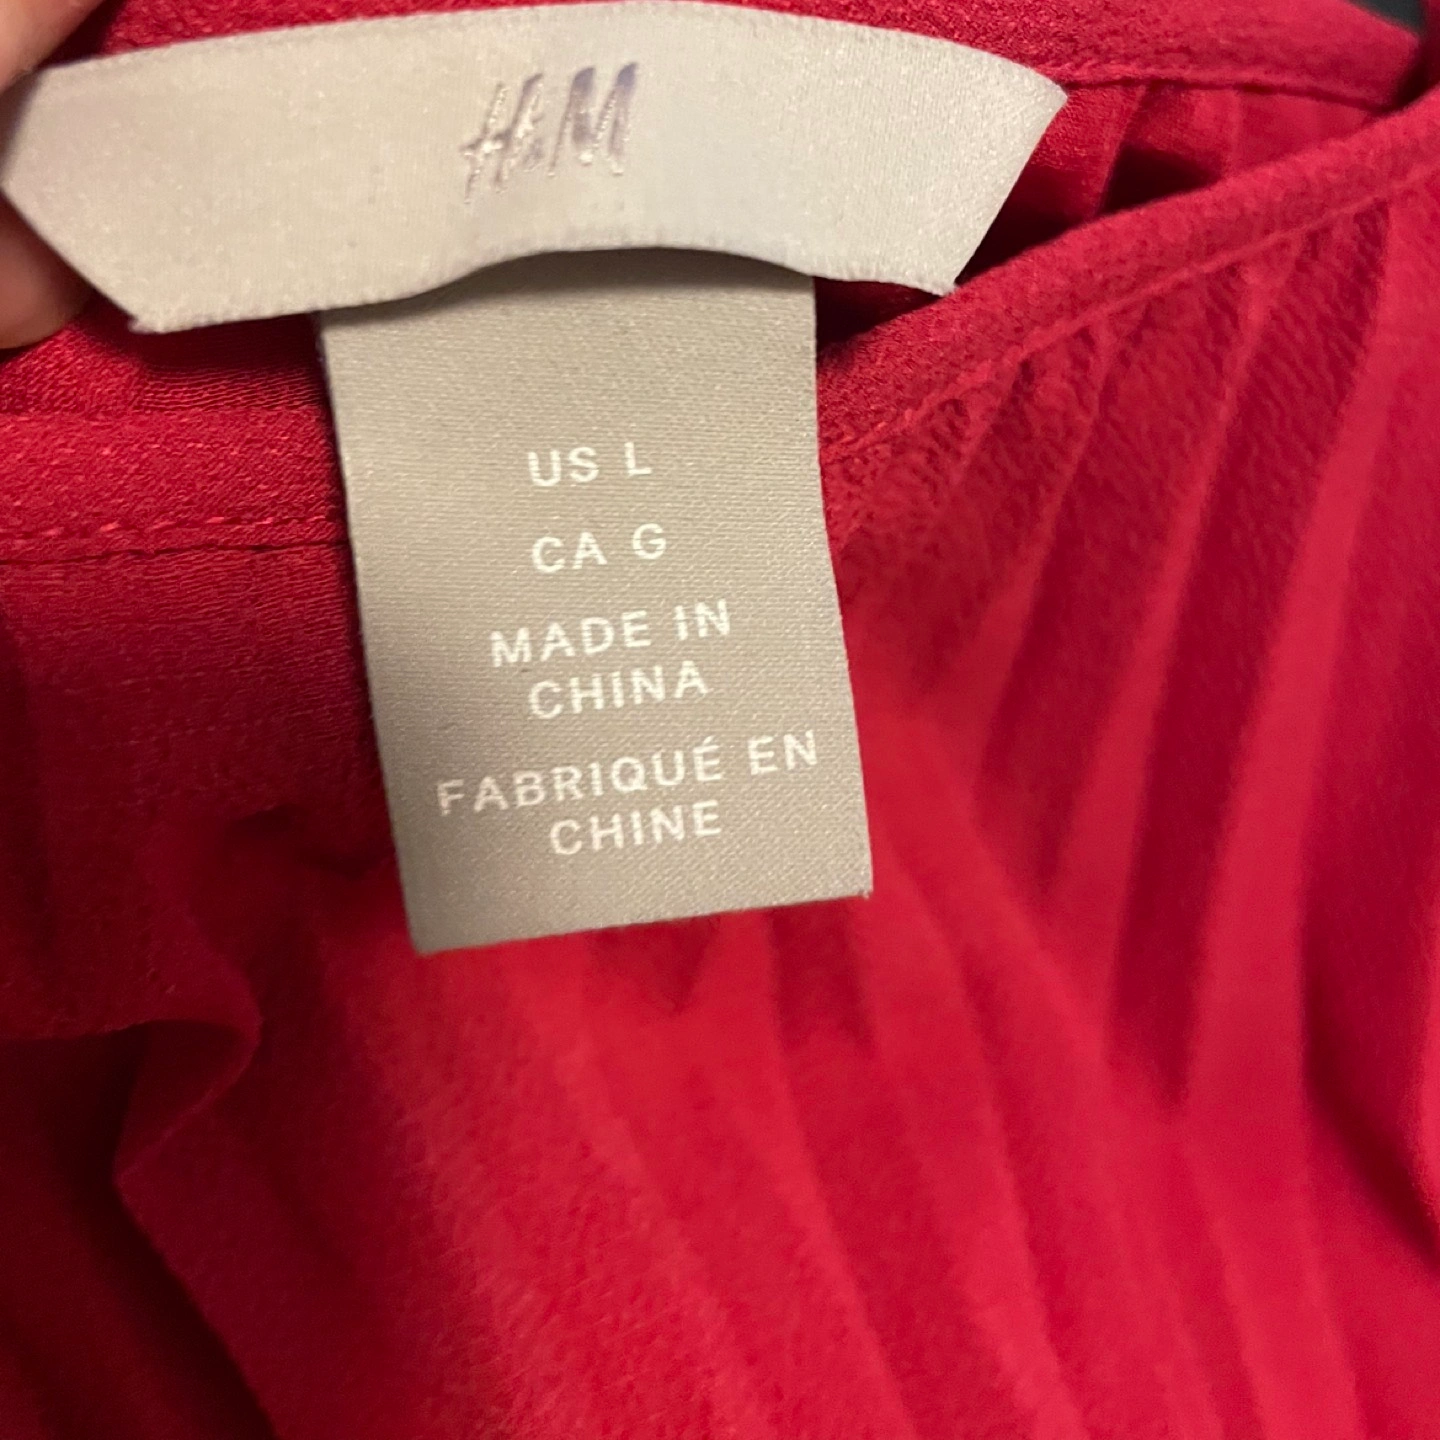 H&M
US L
CA G
MADE IN
CHINA
FABRIQUÉ EN
CHINE